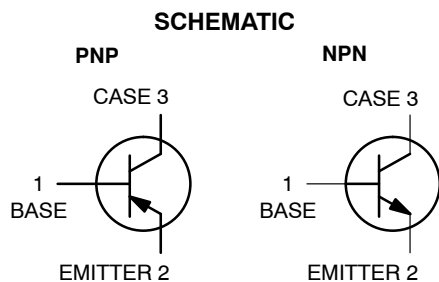 SCHEMATIC
PNP
CASE 3
1
BASE
EMITTER 2
NPN
CASE 3
1
BASE
EMITTER 2